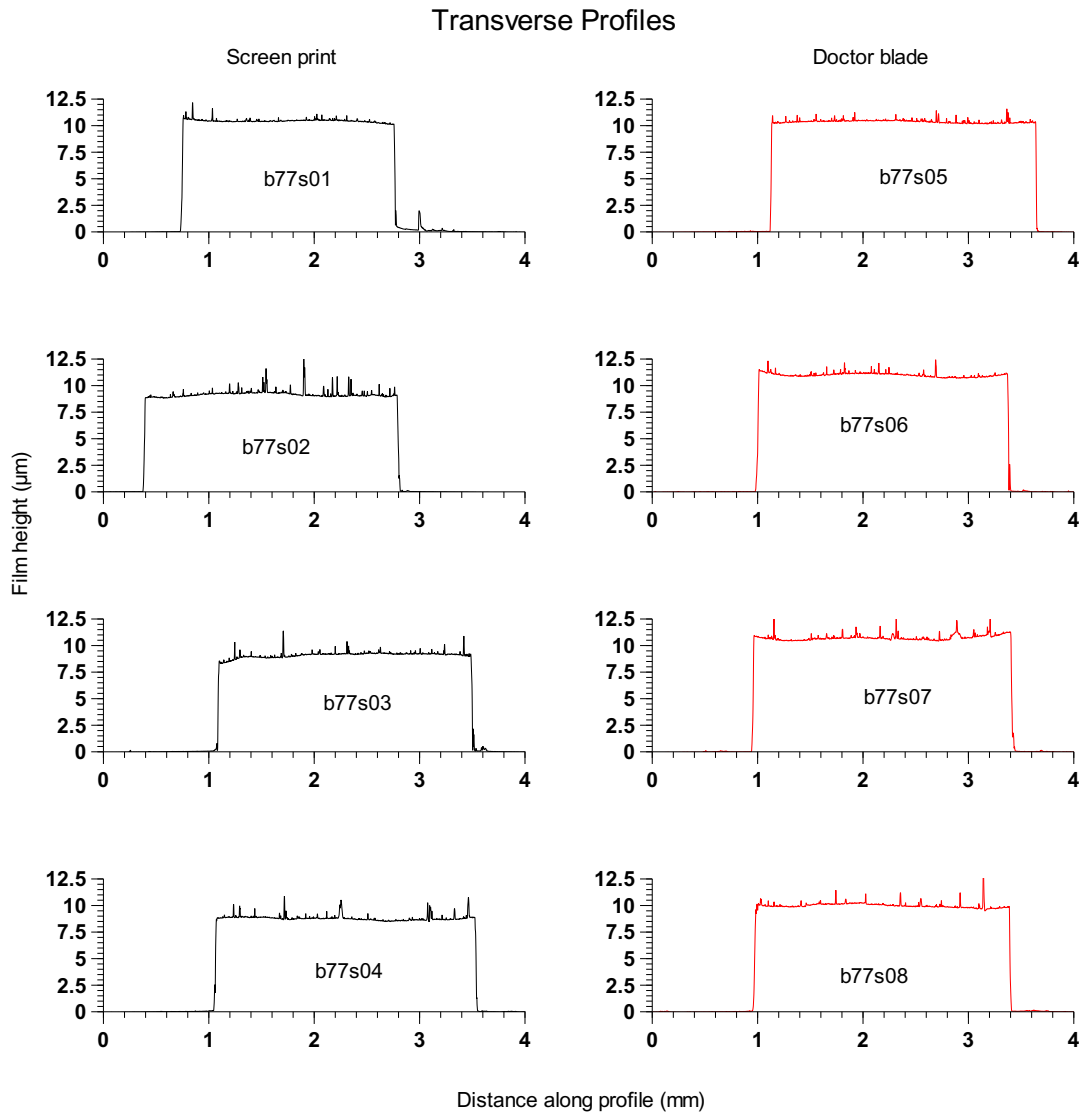 Transverse Profiles
Screen print
Doctor blade
12.5
10
7.5
5
2.5
0
b77s01
0 1 2 3 4
12.5
10
7.5
5
2.5
0
b77s05
0 1 2 3 4
12.5
10
7.5
5
2.5
0
b77s02
0 1 2 3 4
12.5
10
7.5
5
2.5
0
b77s06
0 1 2 3 4
Film height (µm)
12.5
10
7.5
5
2.5
0
b77s03
0 1 2 3 4
12.5
10
7.5
5
2.5
0
b77s07
0 1 2 3 4
12.5
10
7.5
5
2.5
0
b77s04
0 1 2 3 4
12.5
10
7.5
5
2.5
0
b77s08
0 1 2 3 4
Distance along profile (mm)